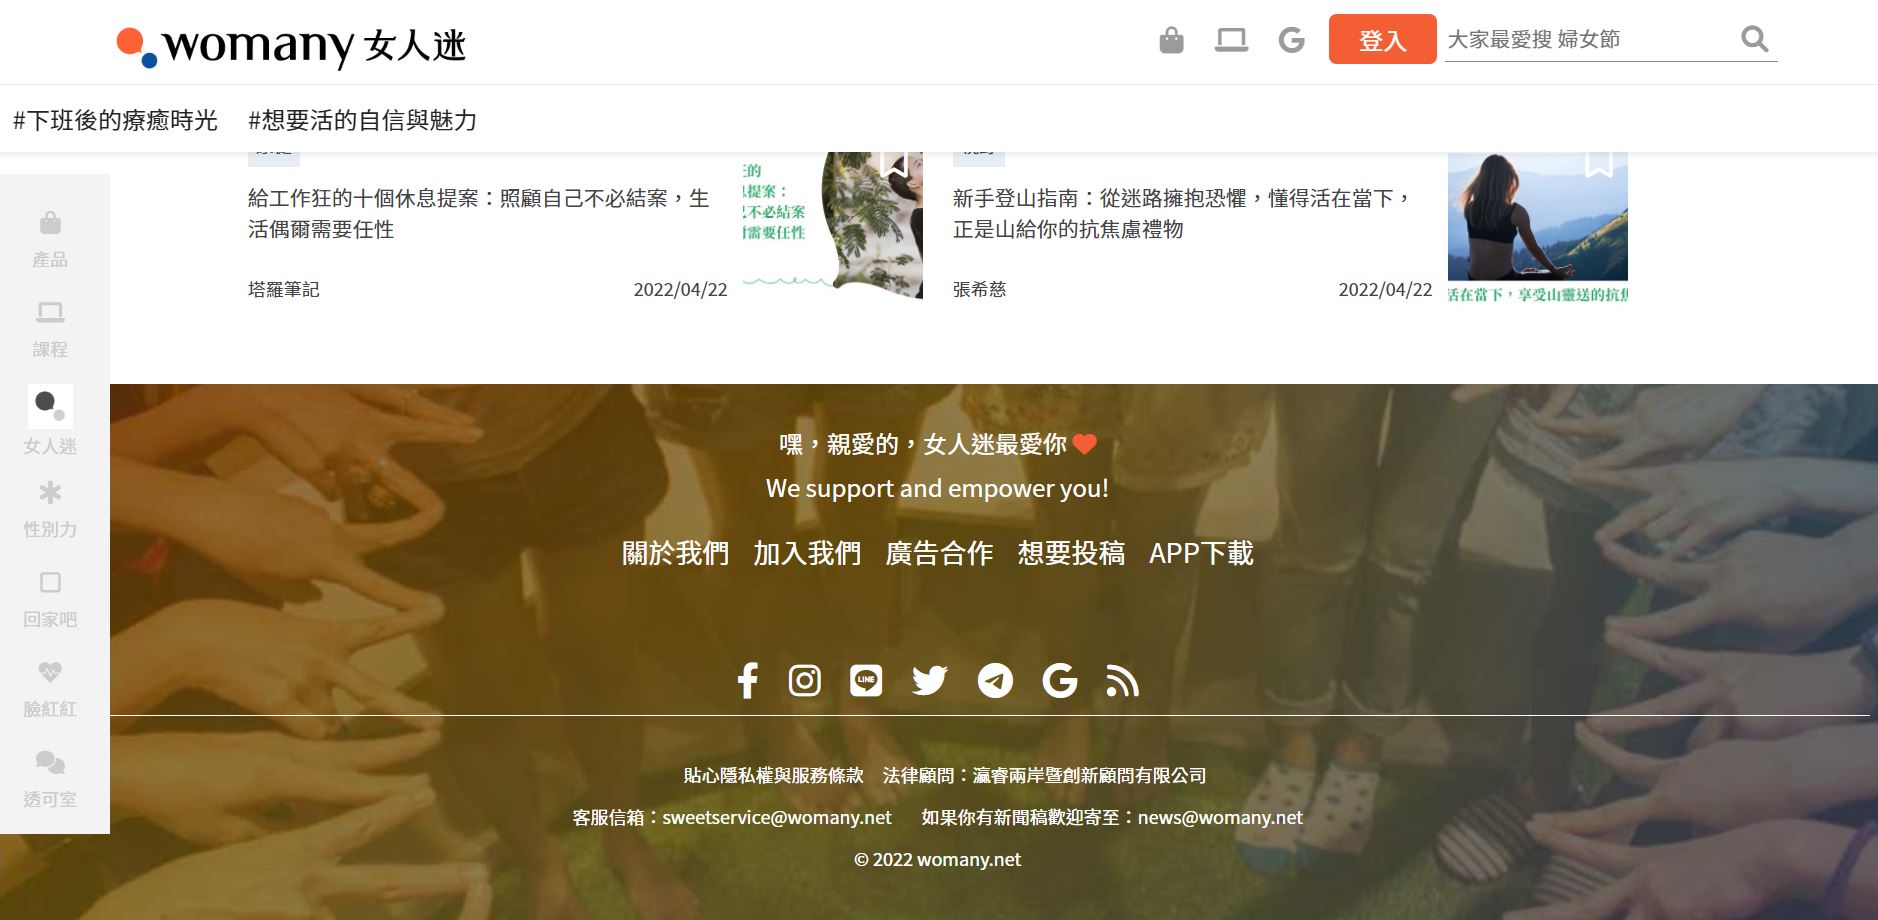 womany 女人迷
登入
大家最愛搜 婦女節
#下班後的療癒時光 #想要活的自信與魅力
給工作狂的十個休息提案：照顧自己不必結案，生
活偶爾需要任性
塔羅筆記 2022/04/22
新手登山指南：從迷路擁抱恐懼，懂得活在當下，
正是山給你的抗焦慮禮物
張希慈 2022/04/22
提案：
己不必結案
爾需要任性
活在當下，享受山靈送的抗
產品
課程
女人迷
性別力
回家吧
臉紅紅
透可室
嘿，親愛的，女人迷最愛你
We support and empower you!
關於我們 加入我們 廣告合作 想要投稿 APP下載
LINE
貼心隱私權與服務條款 法律顧問：瀛睿兩岸暨創新顧問有限公司
客服信箱：sweetservice@womany.net 如果你有新聞稿歡迎寄至：news@womany.net
© 2022 womany.net